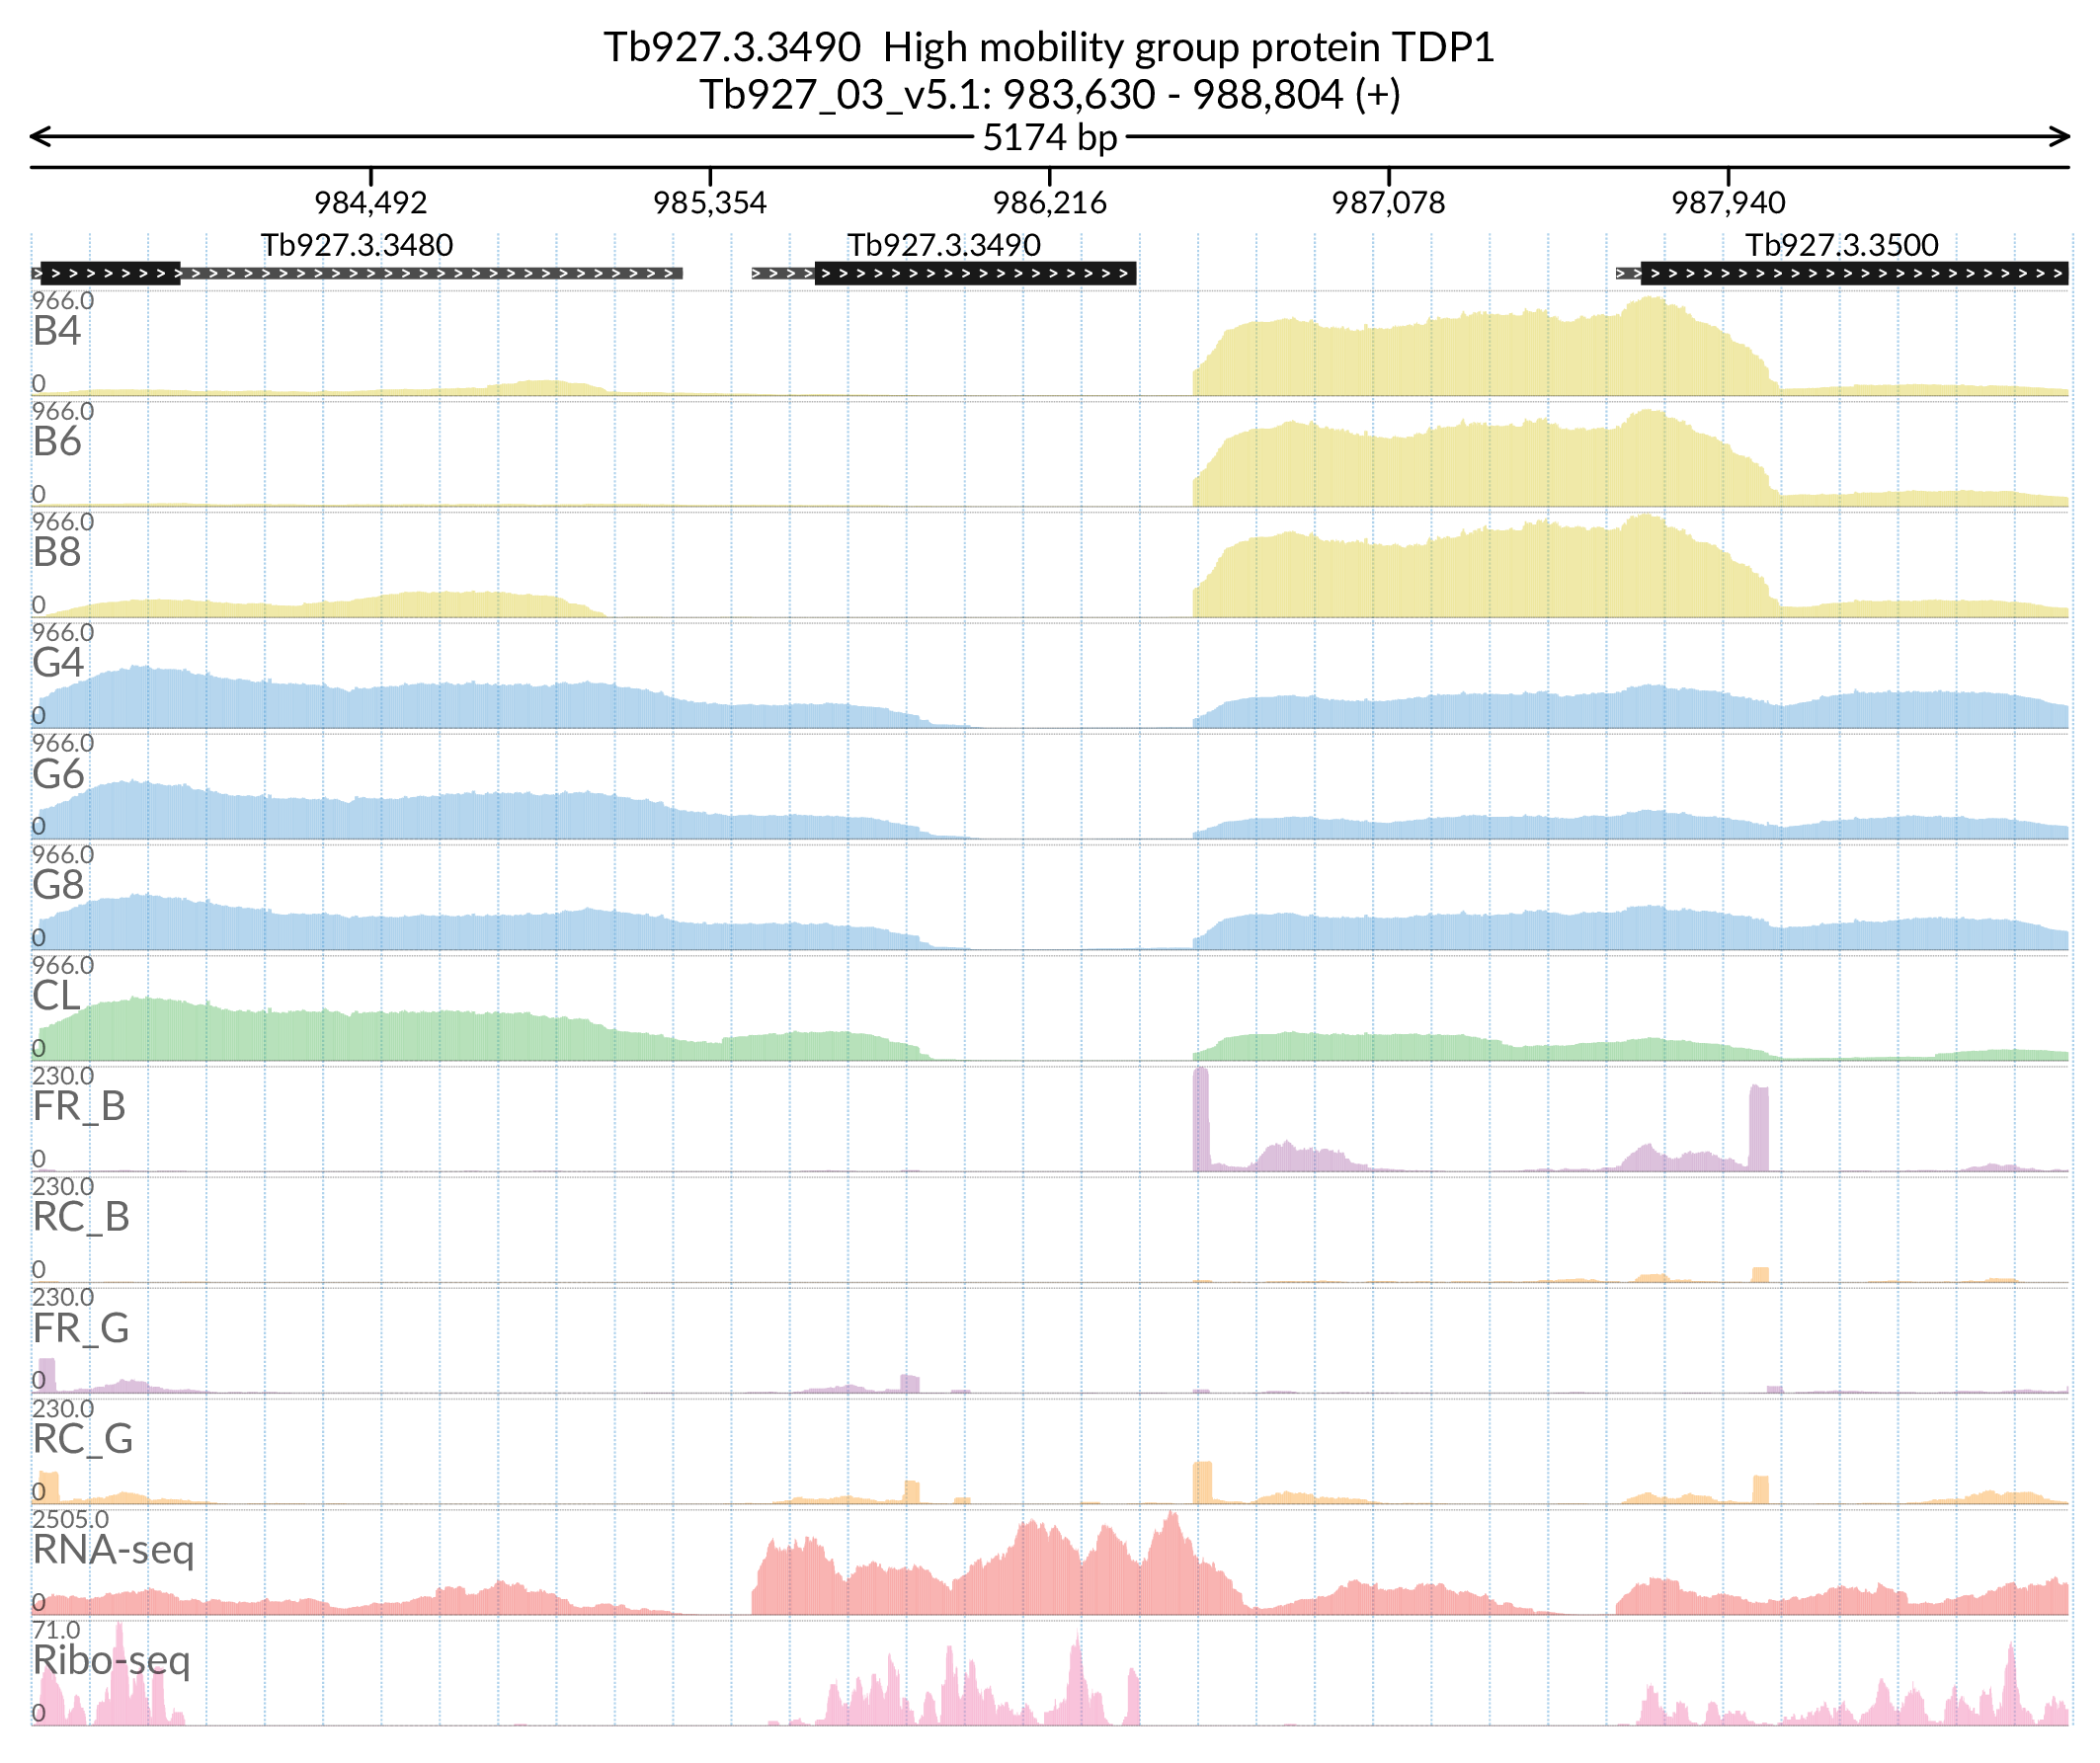 Tb927.3.3490 High mobility group protein TDP1
Tb927_03_v5.1: 983,630 - 988,804 (+)
5174 bp
984,492 985,354 986,216 987,078 987,940
Tb927.3.3480 Tb927.3.3490 Tb927.3.3500
966.0
B4
0
966.0
B6
0
966.0
B8
0
966.0
G4
0
966.0
G6
0
966.0
G8
0
966.0
CL
0
230.0
FR_B
0
230.0
RC_B
0
230.0
FR_G
0
230.0
RC_G
0
2505.0
RNA-seq
0
71.0
Ribo-seq
0